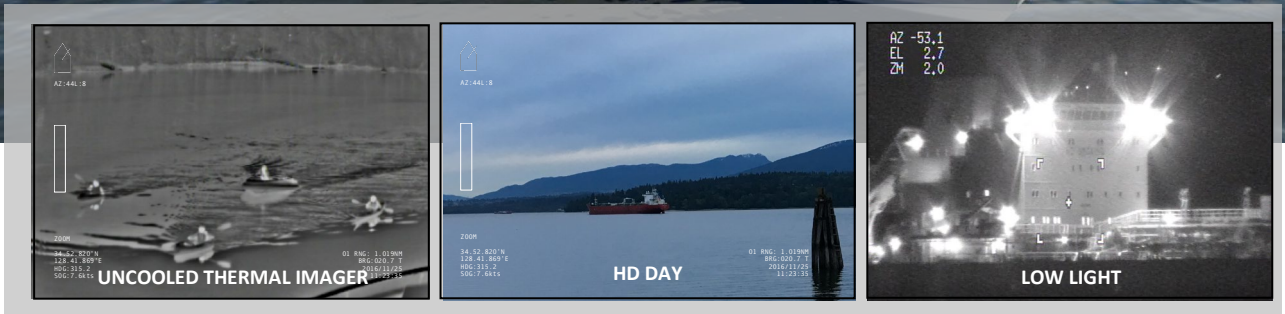 AZ:44L:8
ZOOM
34.52.820'N
128.41.869'E
HDG:315.2
SOG:7.6kts
01 RNG: 1.019NM
BRG:020.7 T
2016/11/25
11:23:35
UNCOOLED THERMAL IMAGER
AZ:44L:8
ZOOM
34.52.820'N
128.41.869'E
HDG:315.2
SOG:7.6kts
01 RNG: 1.019NM
BRG:020.7 T
2016/11/25
11:23:35
HD DAY
AZ -53.1
EL 2.7
ZM 2.0
LOW LIGHT